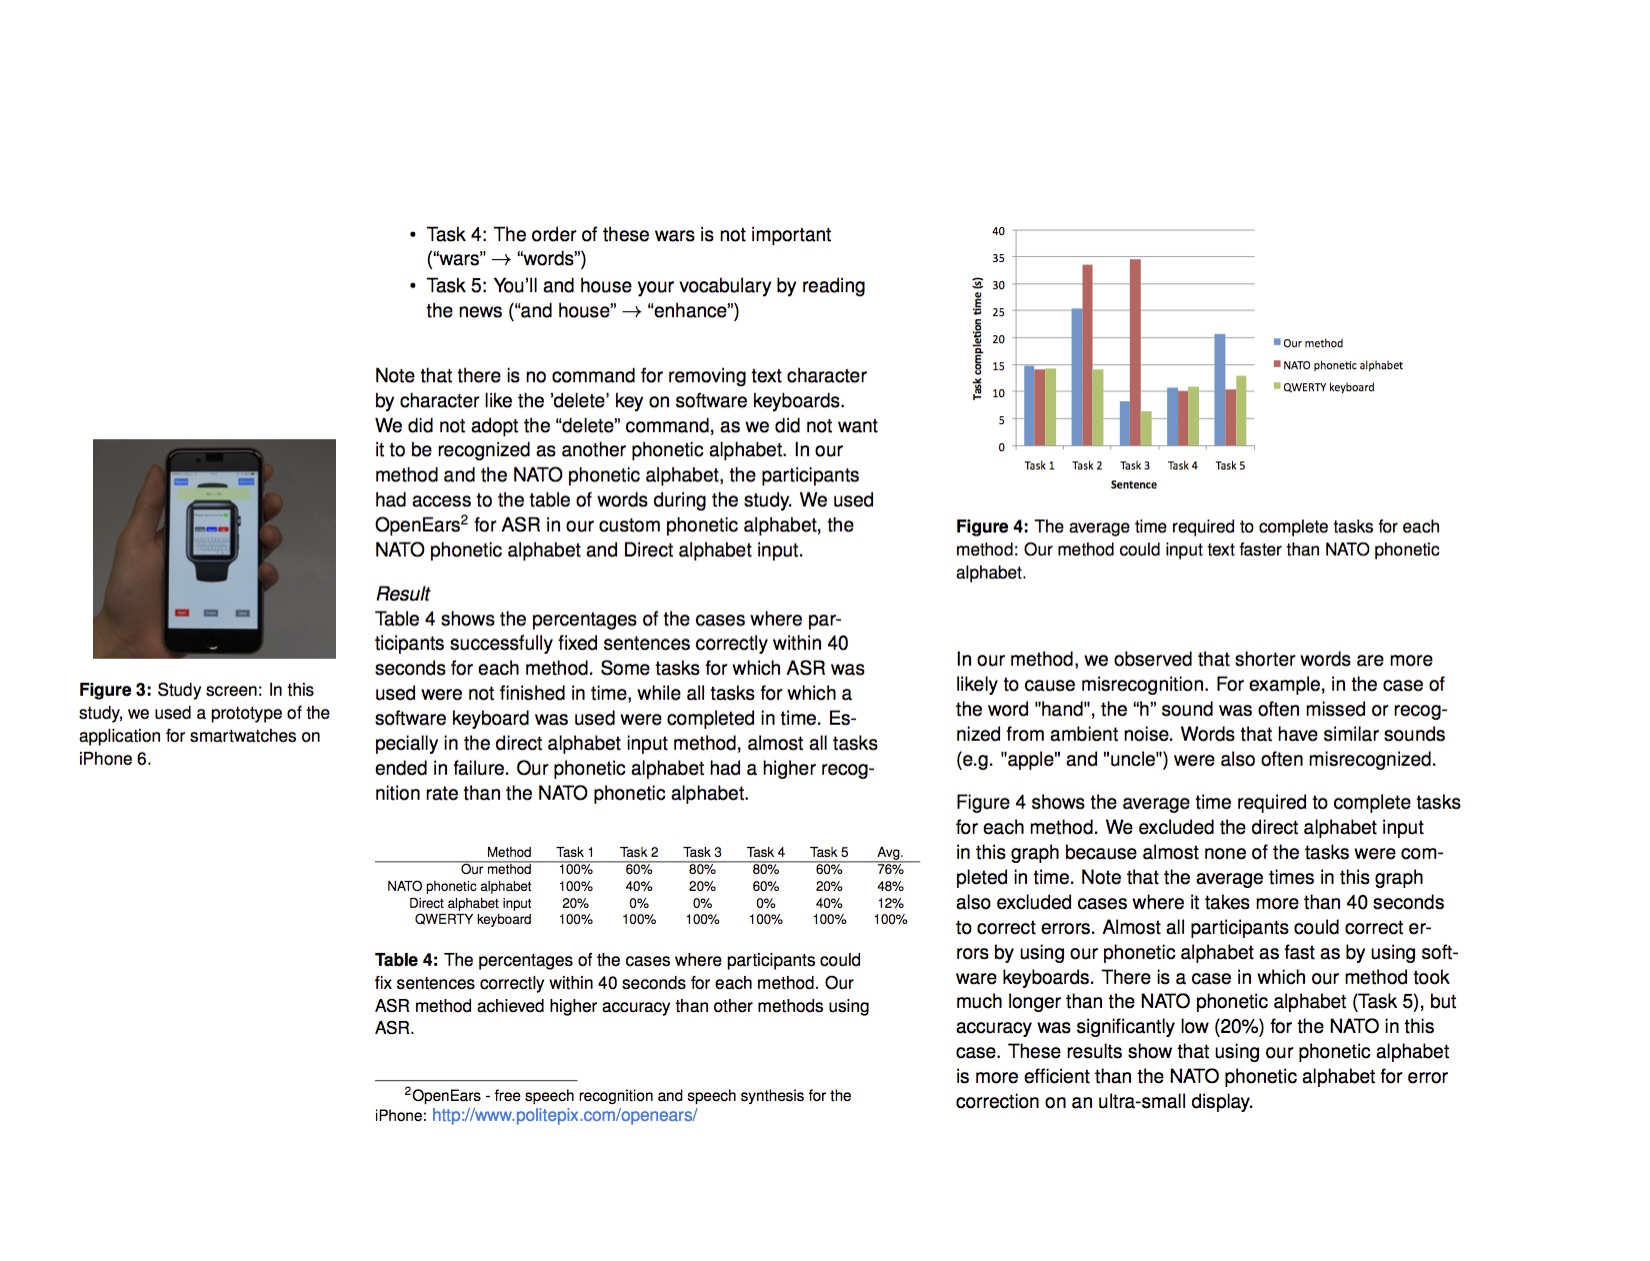 • Task 4: The order of these wars is not important
(“wars” → “words”)
• Task 5: You’ll and house your vocabulary by reading
the news (“and house” → “enhance”)
Note that there is no command for removing text character
by character like the ’delete’ key on software keyboards.
We did not adopt the “delete” command, as we did not want
it to be recognized as another phonetic alphabet. In our
method and the NATO phonetic alphabet, the participants
had access to the table of words during the study. We used
OpenEars2 for ASR in our custom phonetic alphabet, the
NATO phonetic alphabet and Direct alphabet input.
Figure 3: Study screen: In this
study, we used a prototype of the
application for smartwatches on
iPhone 6.
Result
Table 4 shows the percentages of the cases where par-
ticipants successfully fixed sentences correctly within 40
seconds for each method. Some tasks for which ASR was
used were not finished in time, while all tasks for which a
software keyboard was used were completed in time. Es-
pecially in the direct alphabet input method, almost all tasks
ended in failure. Our phonetic alphabet had a higher recog-
nition rate than the NATO phonetic alphabet.
Method Task 1 Task 2 Task 3 Task 4 Task 5 Avg.
Our method 100% 60% 80% 80% 60% 76%
NATO phonetic alphabet 100% 40% 20% 60% 20% 48%
Direct alphabet input 20% 0% 0% 0% 40% 12%
QWERTY keyboard 100% 100% 100% 100% 100% 100%
Table 4: The percentages of the cases where participants could
fix sentences correctly within 40 seconds for each method. Our
ASR method achieved higher accuracy than other methods using
ASR.
2OpenEars - free speech recognition and speech synthesis for the
iPhone: http://www.politepix.com/openears/
40
35
30
25
20
15
10
5
0
Task completion time (s)
Task 1 Task 2 Task 3 Task 4 Task 5
Sentence
Our method
NATO phonetic alphabet
QWERTY keyboard
Figure 4: The average time required to complete tasks for each
method: Our method could input text faster than NATO phonetic
alphabet.
In our method, we observed that shorter words are more
likely to cause misrecognition. For example, in the case of
the word "hand", the “h” sound was often missed or recog-
nized from ambient noise. Words that have similar sounds
(e.g. "apple" and "uncle") were also often misrecognized.
Figure 4 shows the average time required to complete tasks
for each method. We excluded the direct alphabet input
in this graph because almost none of the tasks were com-
pleted in time. Note that the average times in this graph
also excluded cases where it takes more than 40 seconds
to correct errors. Almost all participants could correct er-
rors by using our phonetic alphabet as fast as by using soft-
ware keyboards. There is a case in which our method took
much longer than the NATO phonetic alphabet (Task 5), but
accuracy was significantly low (20%) for the NATO in this
case. These results show that using our phonetic alphabet
is more efficient than the NATO phonetic alphabet for error
correction on an ultra-small display.